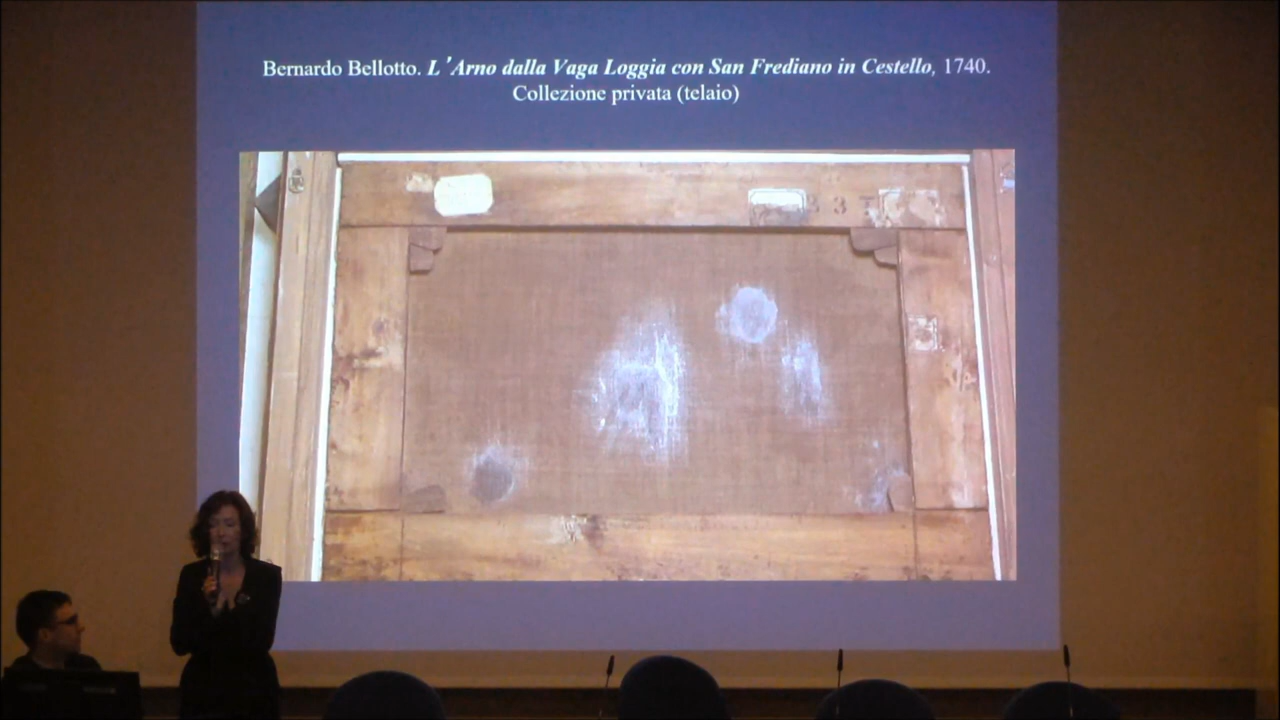 Bernardo Bellotto. L'Arno dalla Vaga Loggia con San Frediano in Cestello, 1740.
Collezione privata (telaio)